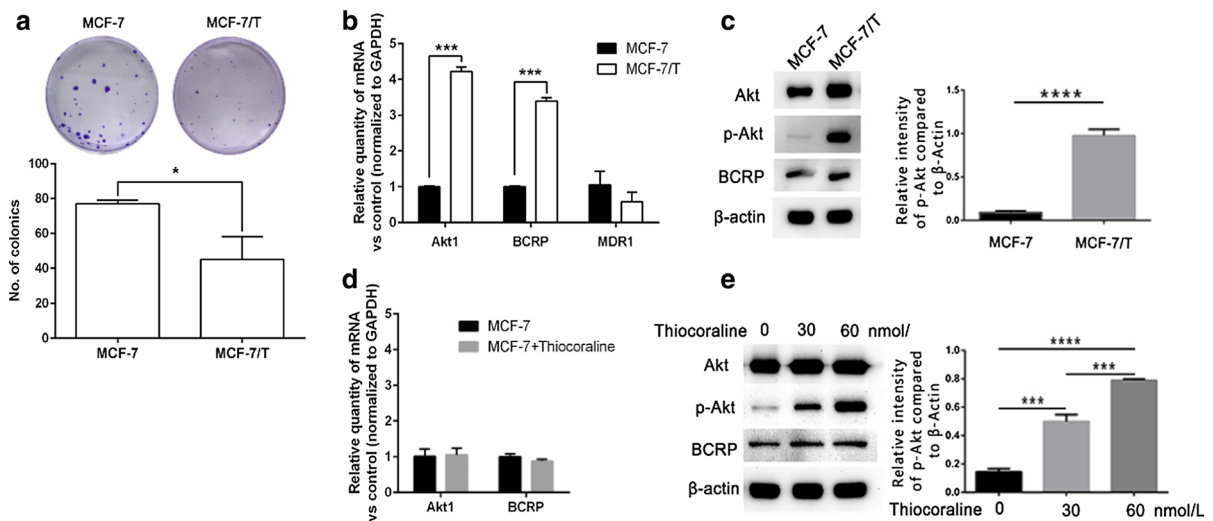 a
MCF-7 MCF-7/T
No. of colonics
100
80
60
40
20
0
*
MCF-7 MCF-7/T
b
Relative quantity of mRNA
vs control (normalized to GAPDH)
5
4
3
2
1
0
*** ***
MCF-7
MCF-7/T
Akt1 BCRP MDR1
c
MCF-7 MCF-7/T
Akt
p-Akt
BCRP
β-actin
Relative intensity
of p-Akt compared
to β-Actin
1.5
1.0
0.5
0.0
****
MCF-7 MCF-7/T
d
Relative quantity of mRNA
vs control (normalized to GAPDH)
5
4
3
2
1
0
MCF-7
MCF-7+Thiocoraline
Akt1 BCRP
e
Thiocoraline 0 30 60 nmol/
Akt
p-Akt
BCRP
β-actin
Relative intensity
of p-Akt compared
to β-Actin
1.0
0.8
0.6
0.4
0.2
0.0
****
***
***
Thiocoraline 0 30 60 nmol/L